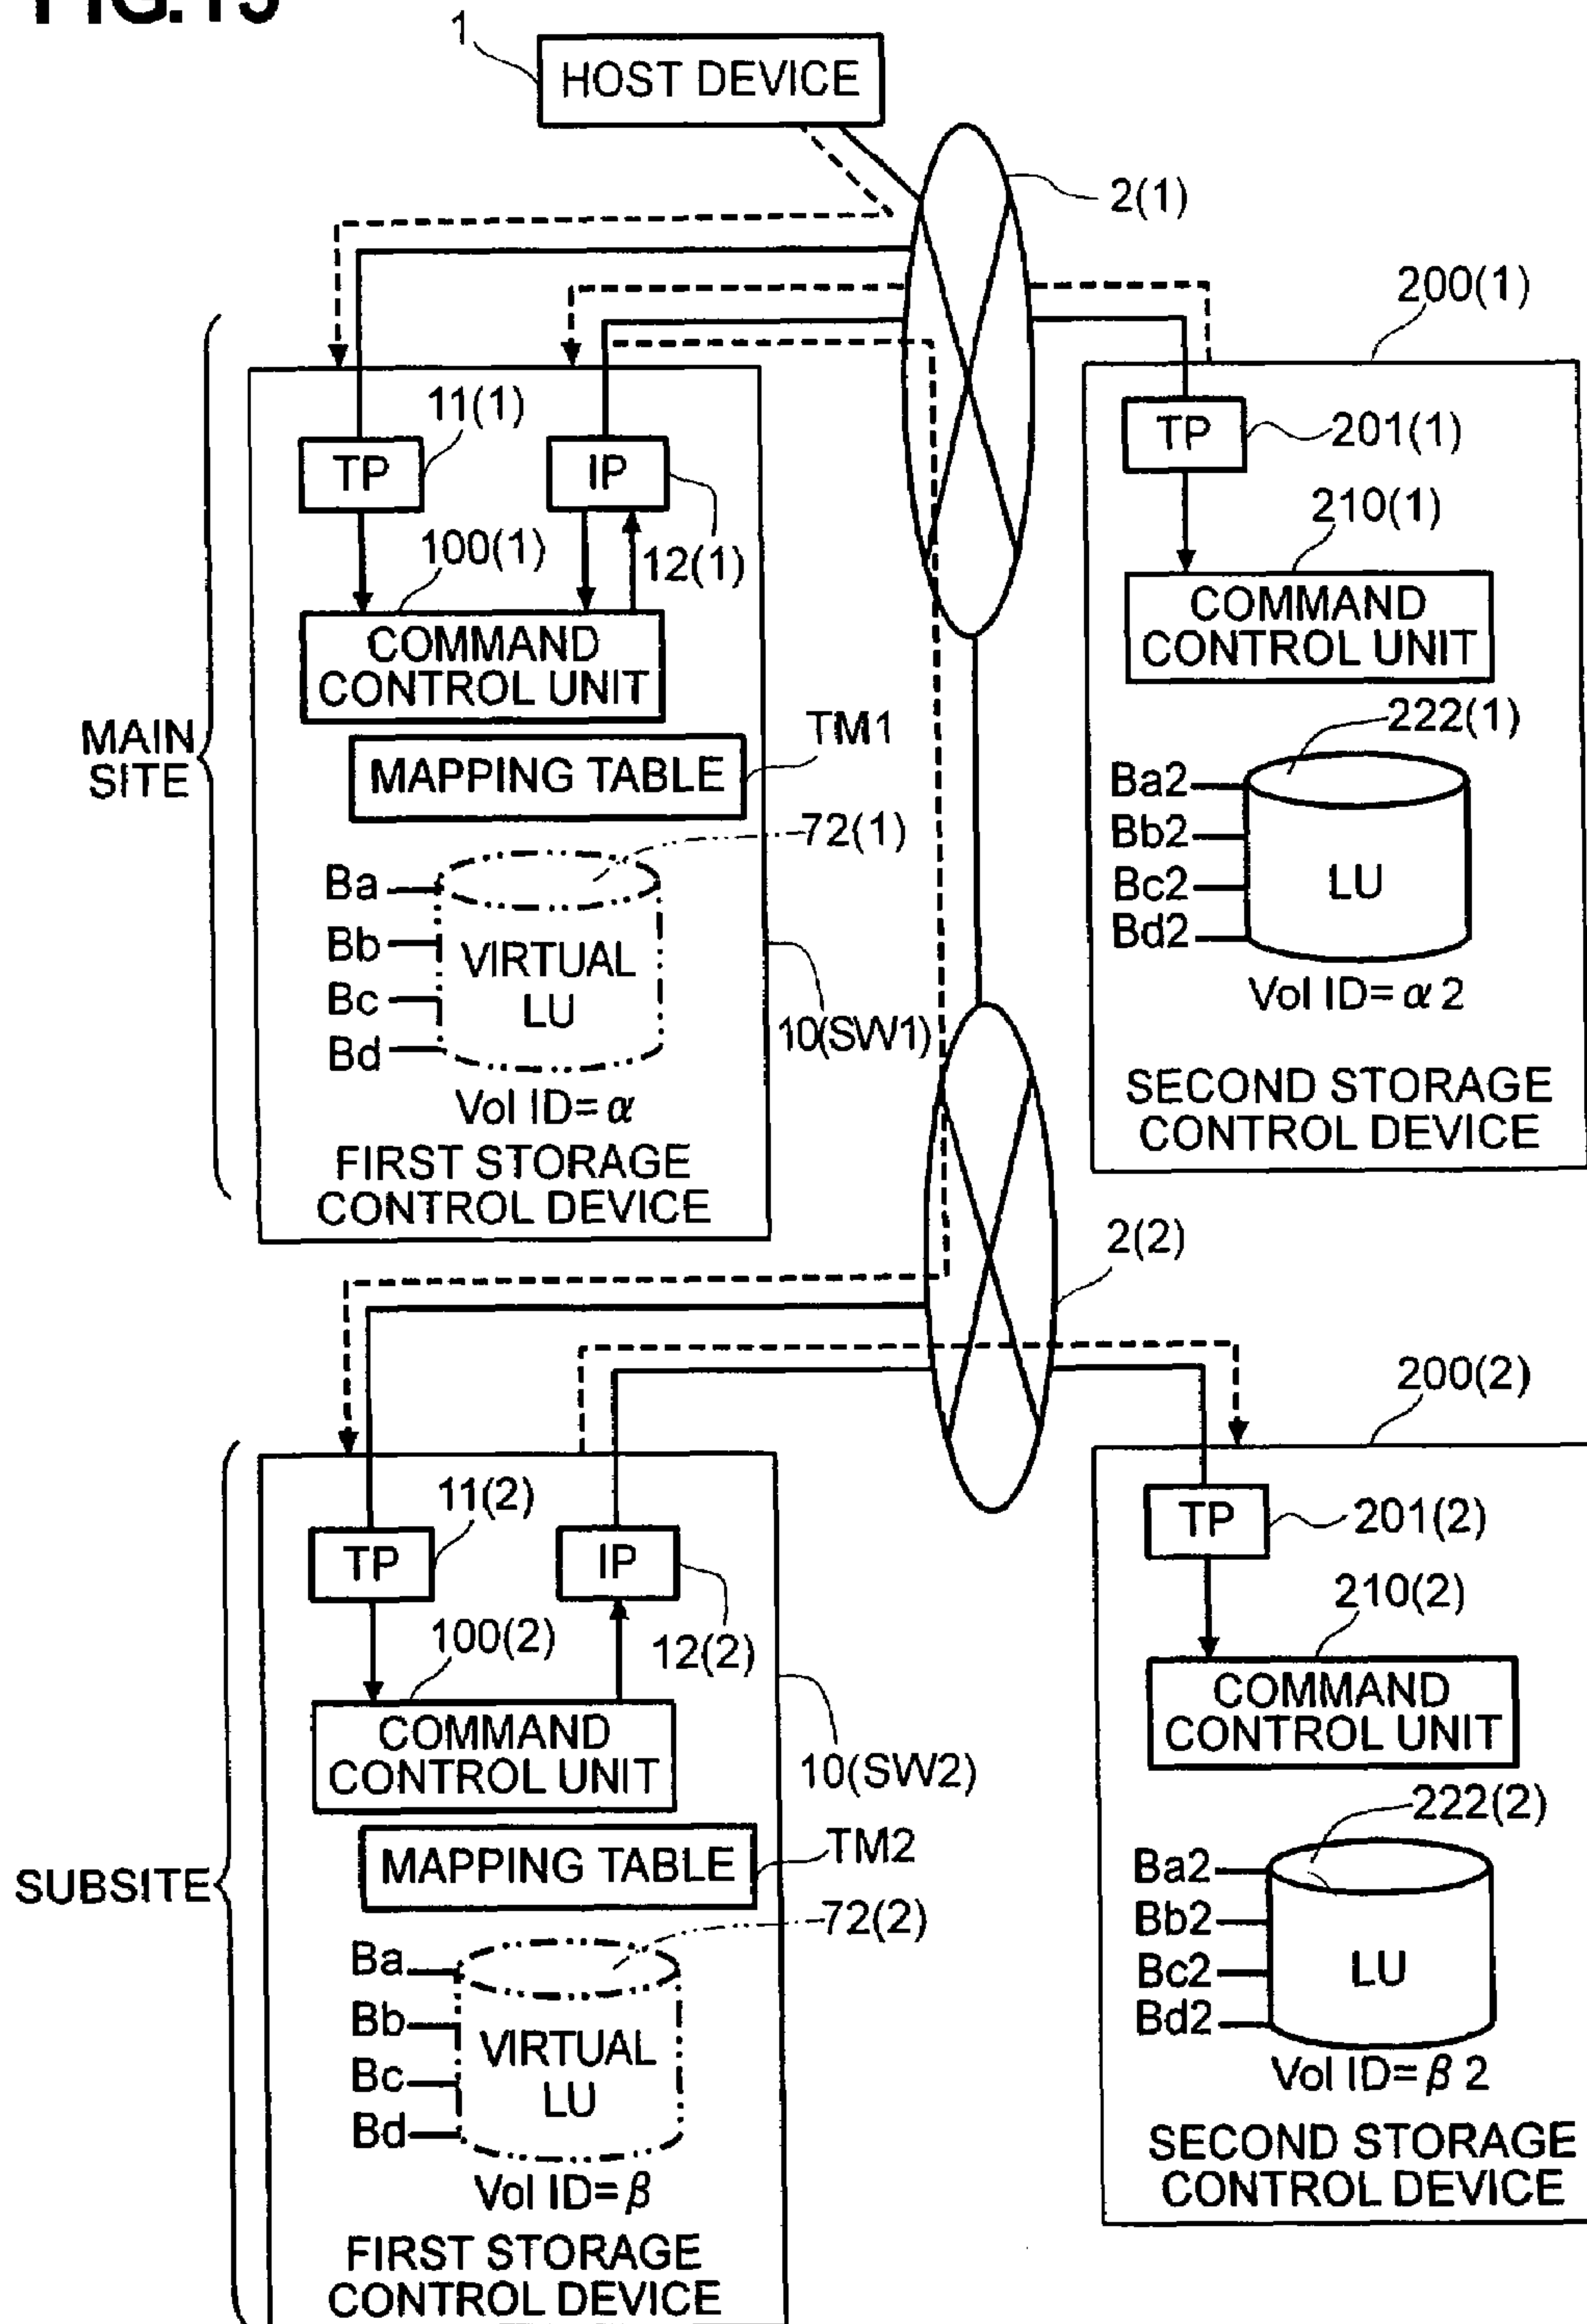 1
HOST DEVICE
2(1)
200(1)
MAIN
SITE
11(1)
TP
IP
12(1)
100(1)
COMMAND
CONTROL UNIT
TM1
MAPPING TABLE
72(1)
Ba
Bb
Bc
Bd
VIRTUAL
LU
10(SW1)
Vol ID=α
FIRST STORAGE
CONTROL DEVICE
TP
201(1)
210(1)
COMMAND
CONTROL UNIT
222(1)
Ba2
Bb2
Bc2
Bd2
LU
Vol ID=α2
SECOND STORAGE
CONTROL DEVICE
2(2)
200(2)
SUBSITE
11(2)
TP
IP
12(2)
100(2)
COMMAND
CONTROL UNIT
10(SW2)
TM2
MAPPING TABLE
72(2)
Ba
Bb
Bc
Bd
VIRTUAL
LU
Vol ID=β
FIRST STORAGE
CONTROL DEVICE
TP
201(2)
210(2)
COMMAND
CONTROL UNIT
222(2)
Ba2
Bb2
Bc2
Bd2
LU
Vol ID=β2
SECOND STORAGE
CONTROL DEVICE